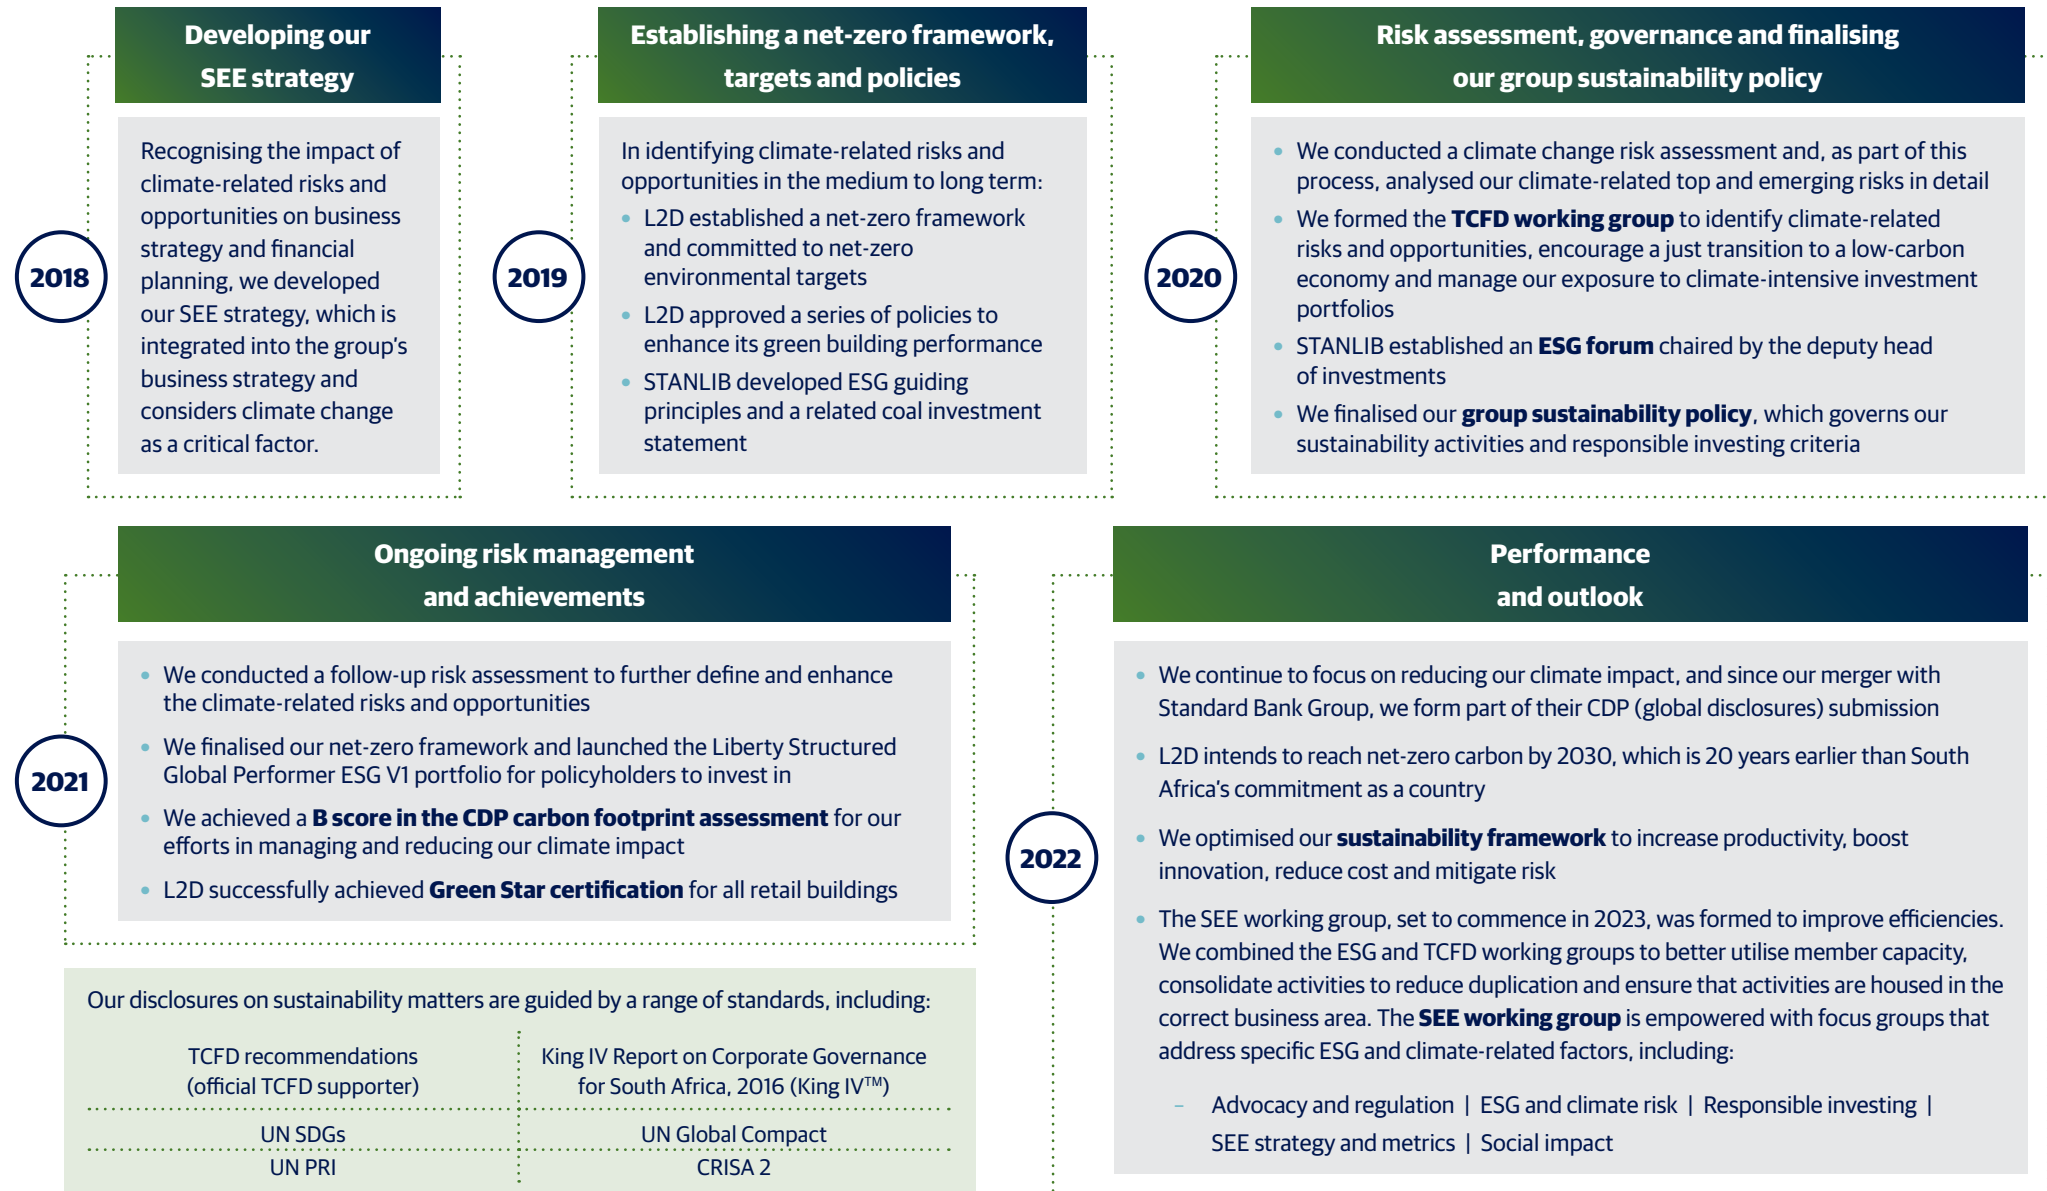 Developing our
SEE strategy
2018
Recognising the impact of
climate-related risks and
opportunities on business
strategy and financial
planning, we developed
our SEE strategy, which is
integrated into the group's
business strategy and
considers climate change
as a critical factor.
Establishing a net-zero framework,
targets and policies
2019
In identifying climate-related risks and
opportunities in the medium to long term:
• L2D established a net-zero framework
and committed to net-zero
environmental targets
• L2D approved a series of policies to
enhance its green building performance
• STANLIB developed ESG guiding
principles and a related coal investment
statement
Risk assessment, governance and finalising
our group sustainability policy
2020
• We conducted a climate change risk assessment and, as part of this
process, analysed our climate-related top and emerging risks in detail
• We formed the TCFD working group to identify climate-related
risks and opportunities, encourage a just transition to a low-carbon
economy and manage our exposure to climate-intensive investment
portfolios
• STANLIB established an ESG forum chaired by the deputy head
of investments
• We finalised our group sustainability policy, which governs our
sustainability activities and responsible investing criteria
Ongoing risk management
and achievements
2021
• We conducted a follow-up risk assessment to further define and enhance
the climate-related risks and opportunities
• We finalised our net-zero framework and launched the Liberty Structured
Global Performer ESG V1 portfolio for policyholders to invest in
• We achieved a B score in the CDP carbon footprint assessment for our
efforts in managing and reducing our climate impact
• L2D successfully achieved Green Star certification for all retail buildings
Our disclosures on sustainability matters are guided by a range of standards, including:
TCFD recommendations
(official TCFD supporter)
King IV Report on Corporate Governance
for South Africa, 2016 (King IV™)
UN SDGs
UN Global Compact
UN PRI
CRISA 2
Performance
and outlook
2022
• We continue to focus on reducing our climate impact, and since our merger with
Standard Bank Group, we form part of their CDP (global disclosures) submission
• L2D intends to reach net-zero carbon by 2030, which is 20 years earlier than South
Africa's commitment as a country
• We optimised our sustainability framework to increase productivity, boost
innovation, reduce cost and mitigate risk
• The SEE working group, set to commence in 2023, was formed to improve efficiencies.
We combined the ESG and TCFD working groups to better utilise member capacity,
consolidate activities to reduce duplication and ensure that activities are housed in the
correct business area. The SEE working group is empowered with focus groups that
address specific ESG and climate-related factors, including:
– Advocacy and regulation | ESG and climate risk | Responsible investing |
SEE strategy and metrics | Social impact